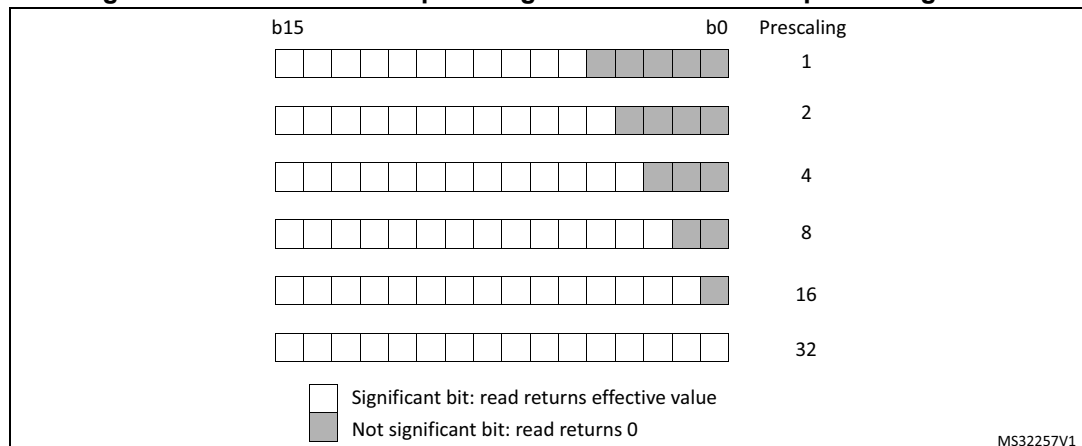 b15 b0 Prescaling
1
2
4
8
16
32
Significant bit: read returns effective value
Not significant bit: read returns 0
MS32257V1